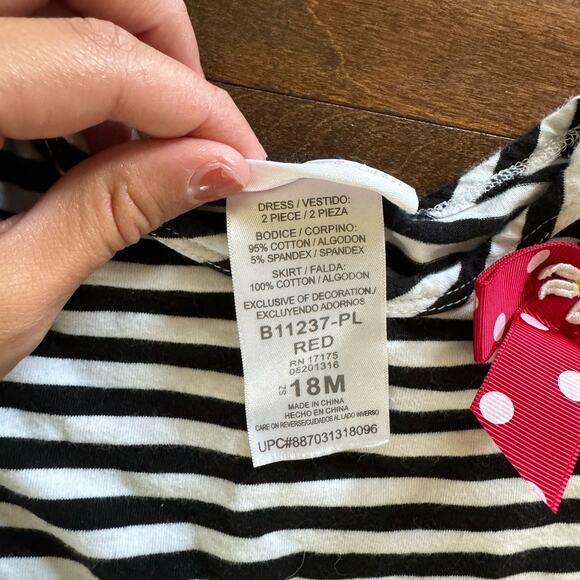 DRESS / VESTIDO:
2 PIECE / 2 PIEZA
BODICE / CORPINO:
95% COTTON / ALGODON
5% SPANDEX / SPANDEX
SKIRT / FALDA:
100% COTTON / ALGODON
EXCLUSIVE OF DECORATION./
EXCLUYENDO ADORNOS
B11237-PL
RED
RN 17175
05201316
SZ 18M
MADE IN CHINA
HECHO EN CHINA
CARE ON REVERSE/CUIDADOS AL LADO INVERSO
UPC#887031318096